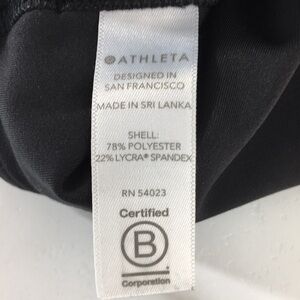 ATHLETA
DESIGNED IN
SAN FRANCISCO
MADE IN SRI LANKA
SHELL:
78% POLYESTER
22% LYCRA® SPANDEX
RN 54023
Certified
B
Corporation